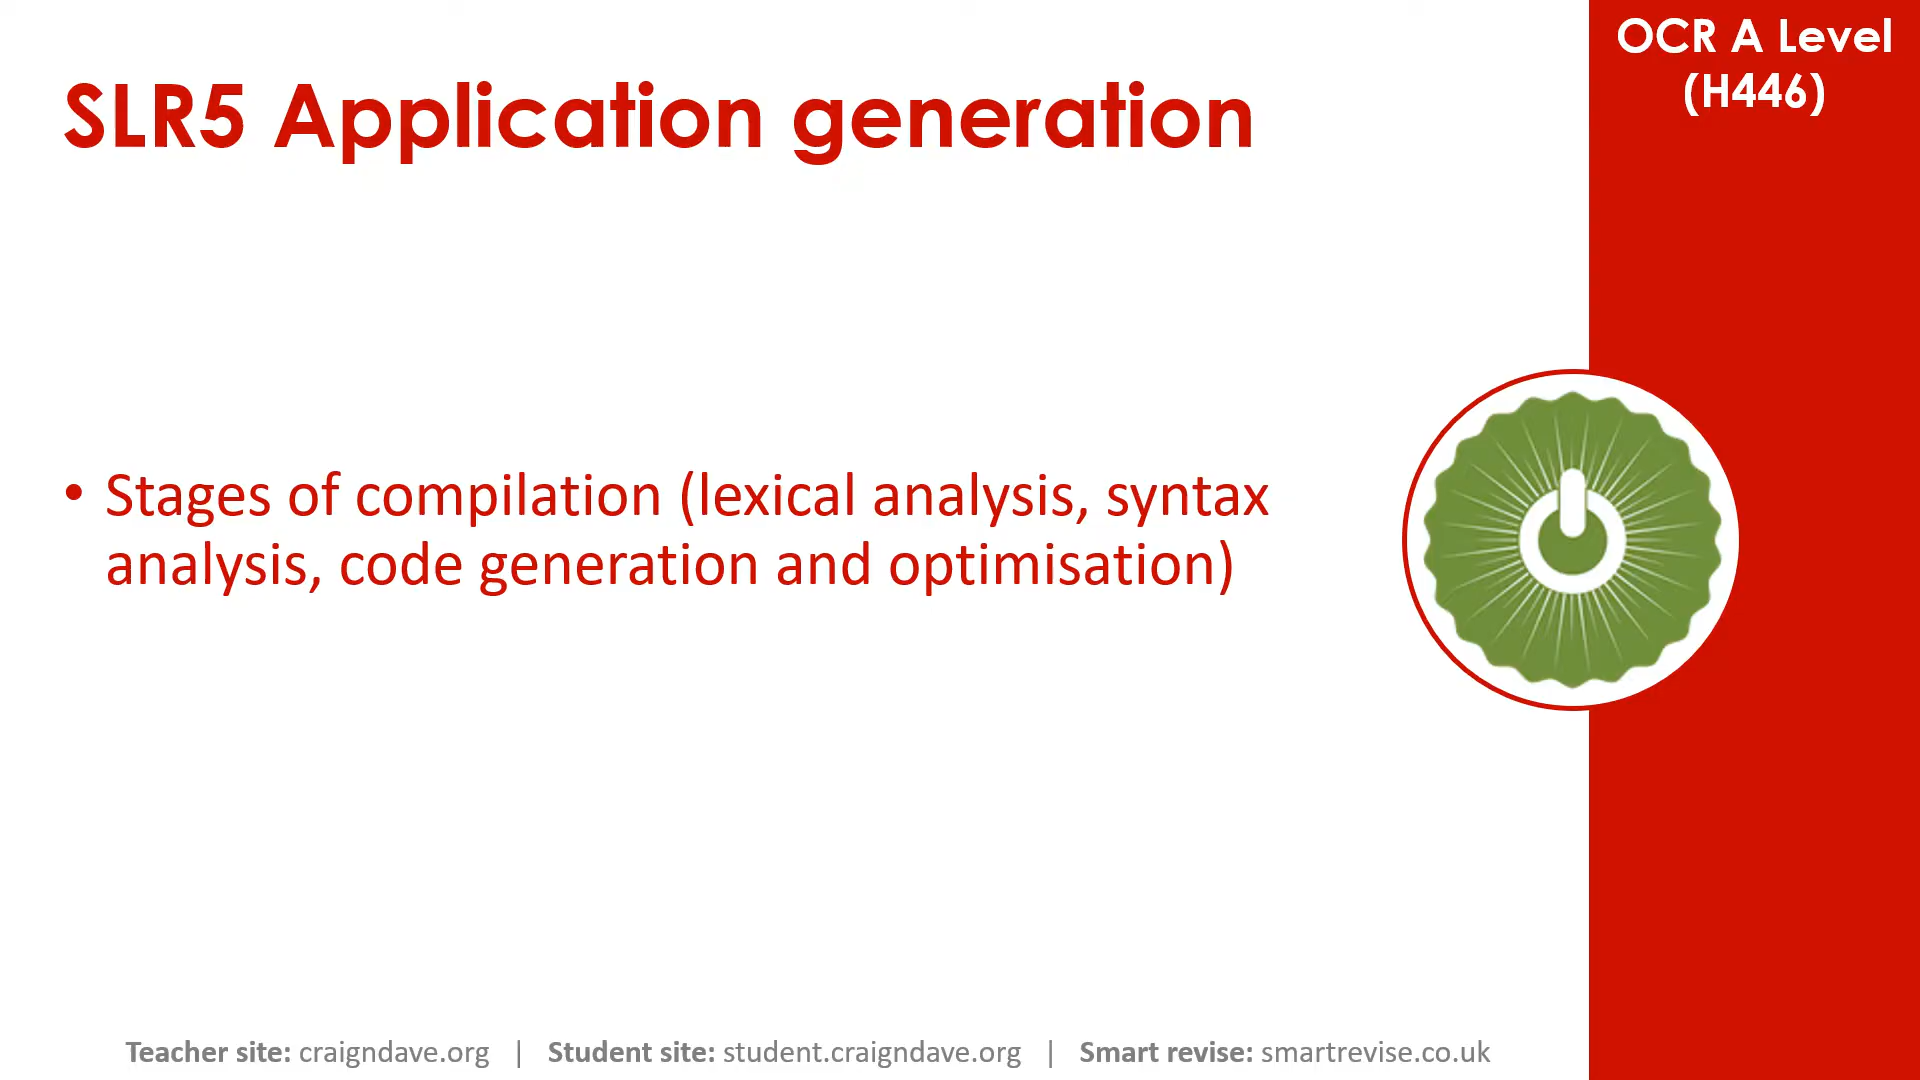 OCR A Level
(H446)
SLR5 Application generation
• Stages of compilation (lexical analysis, syntax
analysis, code generation and optimisation)
Teacher site: craigndave.org | Student site: student.craigndave.org | Smart revise: smartrevise.co.uk